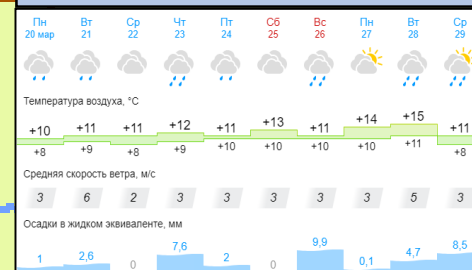 Пн Вт Ср Чт Пт Сб Вс Пн Вт Ср
20 мар 21 22 23 24 25 26 27 28 29
Температура воздуха, °C
+10 +11 +11 +12 +11 +13 +11 +14 +15 +11
+8 +9 +8 +9 +10 +10 +10 +10 +11 +8
Средняя скорость ветра, м/с
3 6 2 3 3 3 3 3 5 3
Осадки в жидком эквиваленте, мм
1 2,6 0 7,6 2 0 9,9 0,1 4,7 8,5